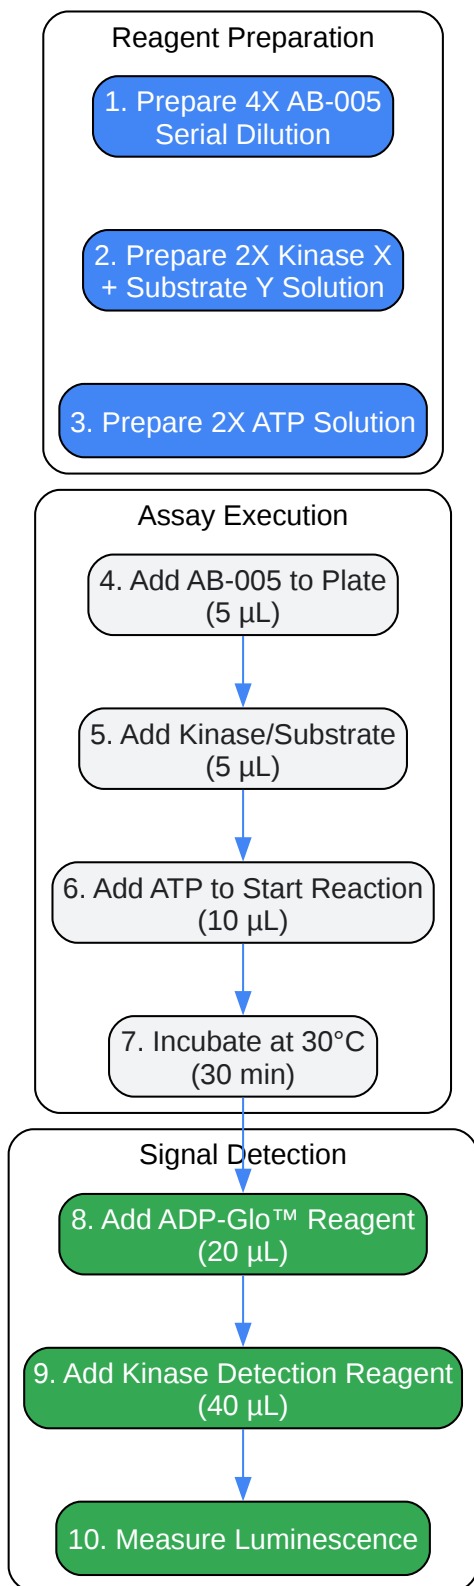 Reagent Preparation
1. Prepare 4X AB-005
Serial Dilution
2. Prepare 2X Kinase X
+ Substrate Y Solution
3. Prepare 2X ATP Solution
Assay Execution
4. Add AB-005 to Plate
(5 µL)
5. Add Kinase/Substrate
(5 µL)
6. Add ATP to Start Reaction
(10 µL)
7. Incubate at 30°C
(30 min)
Signal Detection
8. Add ADP-Glo™ Reagent
(20 µL)
9. Add Kinase Detection Reagent
(40 µL)
10. Measure Luminescence